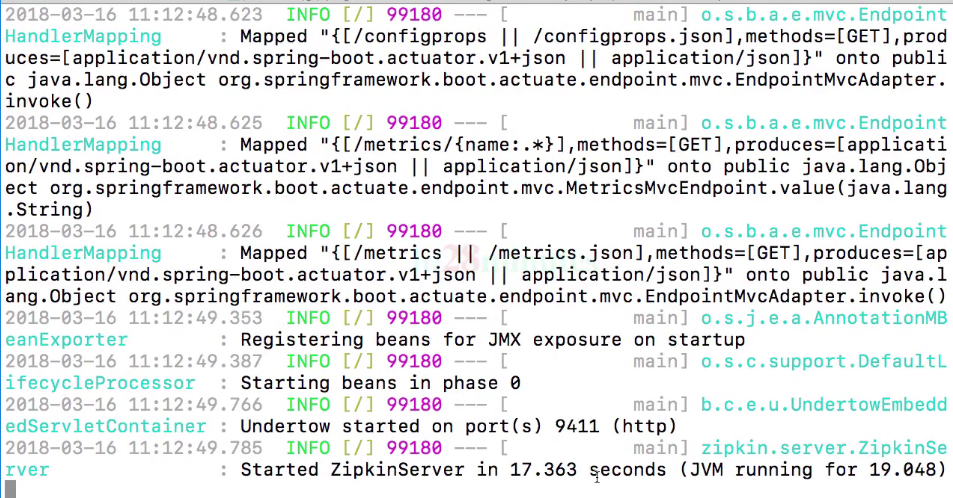 2018-03-16 11:12:48.623  INFO [/] 99180 --- [           main] o.s.b.a.e.mvc.Endpoint
HandlerMapping      : Mapped "{[/configprops || /configprops.json],methods=[GET],prod
uces=[application/vnd.spring-boot.actuator.v1+json || application/json]}" onto publi
c java.lang.Object org.springframework.boot.actuate.endpoint.mvc.EndpointMvcAdapter.
invoke()
2018-03-16 11:12:48.625  INFO [/] 99180 --- [           main] o.s.b.a.e.mvc.Endpoint
HandlerMapping      : Mapped "{[/metrics/{name:.*}],methods=[GET],produces=[applicati
on/vnd.spring-boot.actuator.v1+json || application/json]}" onto public java.lang.Obj
ect org.springframework.boot.actuate.endpoint.mvc.MetricsMvcEndpoint.value(java.lang
.String)
2018-03-16 11:12:48.626  INFO [/] 99180 --- [           main] o.s.b.a.e.mvc.Endpoint
HandlerMapping      : Mapped "{[/metrics || /metrics.json],methods=[GET],produces=[ap
plication/vnd.spring-boot.actuator.v1+json || application/json]}" onto public java.l
ang.Object org.springframework.boot.actuate.endpoint.mvc.EndpointMvcAdapter.invoke()
2018-03-16 11:12:49.353  INFO [/] 99180 --- [           main] o.s.j.e.a.AnnotationMB
eanExporter         : Registering beans for JMX exposure on startup
2018-03-16 11:12:49.387  INFO [/] 99180 --- [           main] o.s.c.support.DefaultL
ifecycleProcessor   : Starting beans in phase 0
2018-03-16 11:12:49.766  INFO [/] 99180 --- [           main] b.c.e.u.UndertowEmbedd
edServletContainer  : Undertow started on port(s) 9411 (http)
2018-03-16 11:12:49.785  INFO [/] 99180 --- [           main] zipkin.server.ZipkinSe
rver                : Started ZipkinServer in 17.363 seconds (JVM running for 19.048)